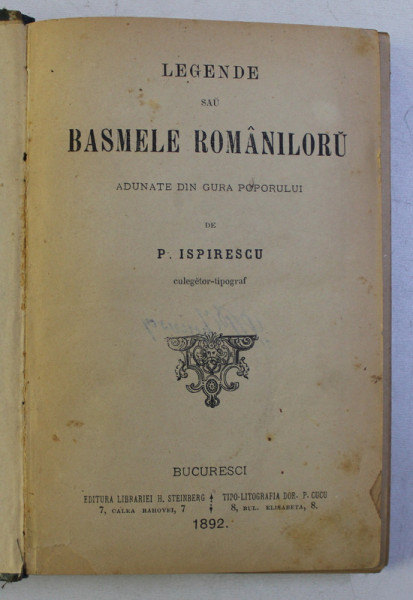 LEGENDE
SAŬ
BASMELE ROMÂNILORŬ
ADUNATE DIN GURA POPORULUI
DE
P. ISPIRESCU
culegětor-tipograf
BUCURESCI
EDITURA LIBRARIEI H. STEINBERG
7, CALEA RAHOVEI, 7
TIPO-LITOGRAFIA DOR. P. CUCU
8, BUL. ELISABETA, 8.
1892.